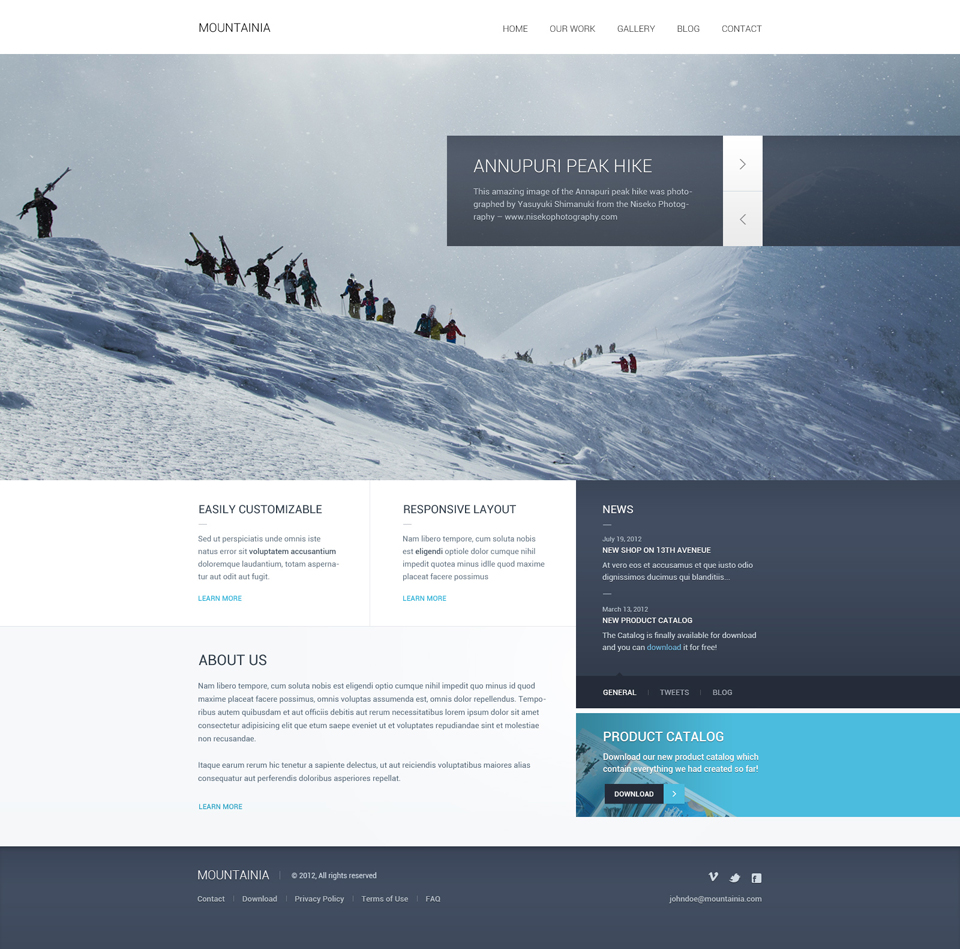 MOUNTAINIA
HOME OUR WORK GALLERY BLOG CONTACT
ANNUPURI PEAK HIKE
This amazing image of the Annapuri peak hike was photo-
graphed by Yasuyuki Shimanuki from the Niseko Photog-
raphy – www.nisekophotography.com
EASILY CUSTOMIZABLE
Sed ut perspiciatis unde omnis iste
natus error sit voluptatem accusantium
doloremque laudantium, totam asperna-
tur aut odit aut fugit.
LEARN MORE
RESPONSIVE LAYOUT
Nam libero tempore, cum soluta nobis
est eligendi optiole dolor cumque nihil
impedit quotea minus idlle quod maxime
placeat facere possimus
LEARN MORE
NEWS
July 19, 2012
NEW SHOP ON 13TH AVENEUE
At vero eos et accusamus et que iusto odio
dignissimos ducimus qui blanditiis...
March 13, 2012
NEW PRODUCT CATALOG
The Catalog is finally available for download
and you can download it for free!
GENERAL TWEETS BLOG
ABOUT US
Nam libero tempore, cum soluta nobis est eligendi optio cumque nihil impedit quo minus id quod
maxime placeat facere possimus, omnis voluptas assumenda est, omnis dolor repellendus. Tempo-
ribus autem quibusdam et aut officiis debitis aut rerum necessitatibus lorem ipsum dolor sit amet
consectetur adipisicing elit que etum saepe eveniet ut et voluptates repudiandae sint et molestiae
non recusandae.
Itaque earum rerum hic tenetur a sapiente delectus, ut aut reiciendis voluptatibus maiores alias
consequatur aut perferendis doloribus asperiores repellat.
LEARN MORE
PRODUCT CATALOG
Download our new product catalog which
contain everything we had created so far!
DOWNLOAD
MOUNTAINIA
© 2012, All rights reserved
Contact Download Privacy Policy Terms of Use FAQ
johndoe@mountainia.com